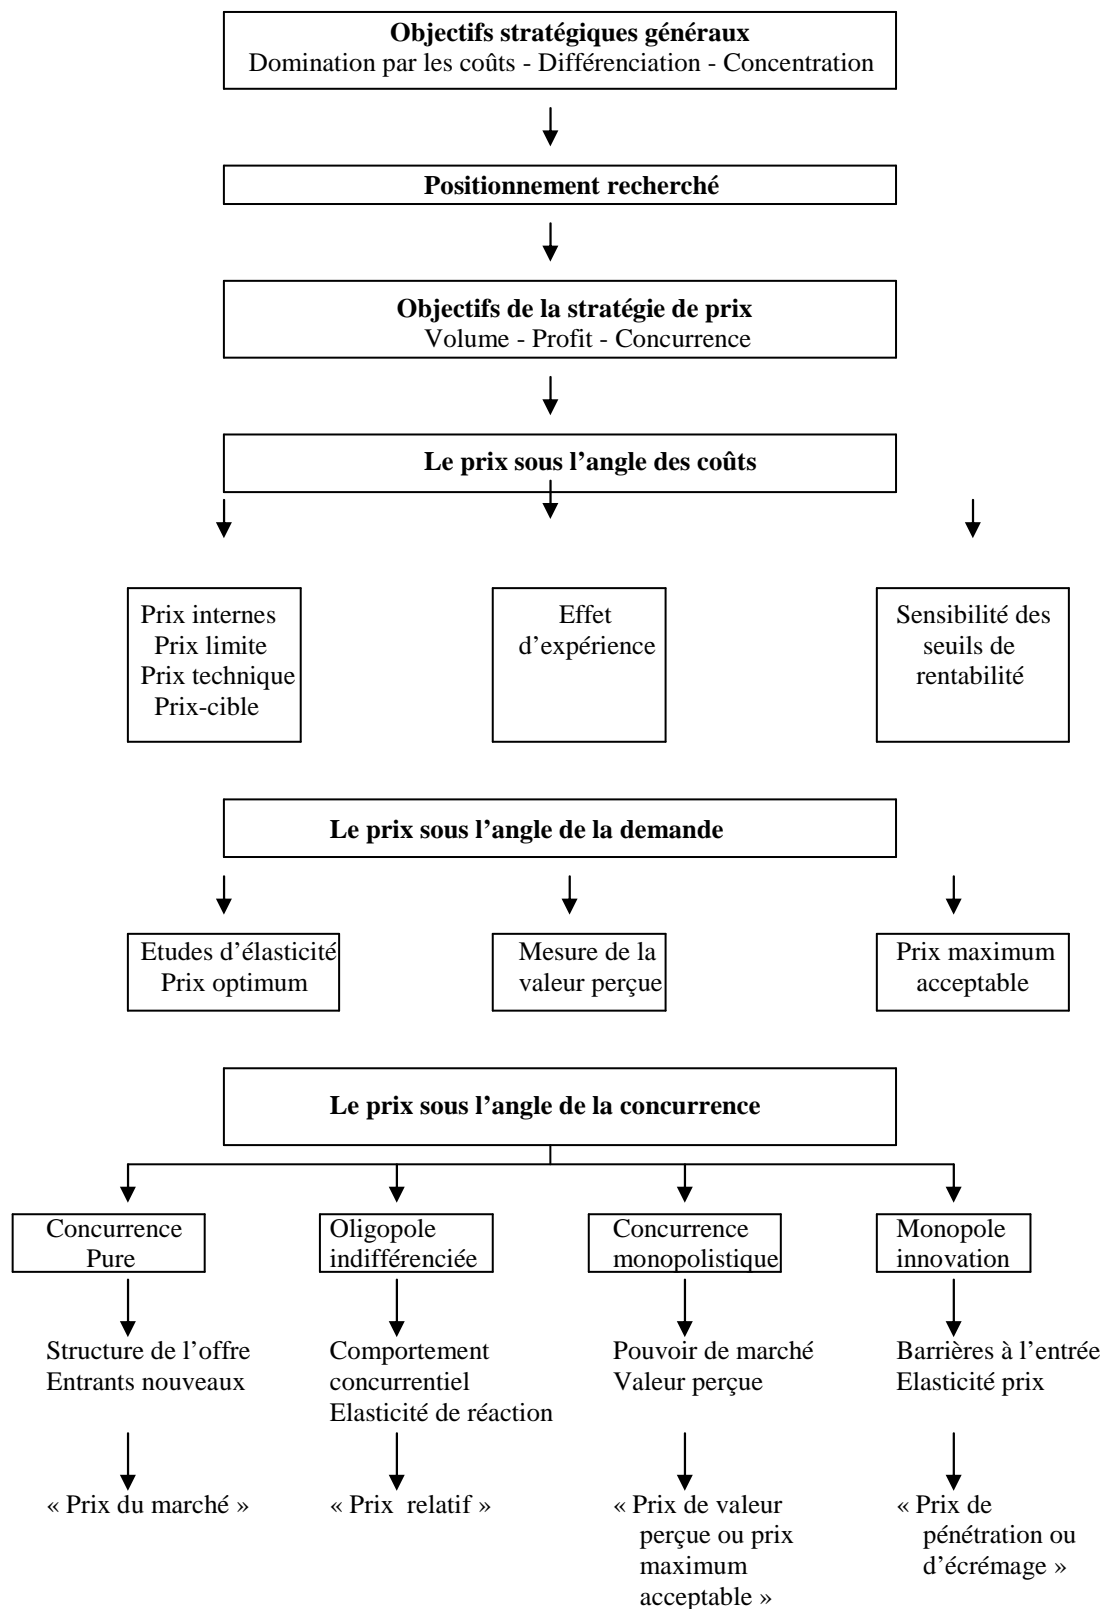 Objectifs stratégiques généraux
Domination par les coûts - Différenciation - Concentration
Positionnement recherché
Objectifs de la stratégie de prix
Volume - Profit - Concurrence
Le prix sous l’angle des coûts
Prix internes
Prix limite
Prix technique
Prix-cible
Effet
d’expérience
Sensibilité des
seuils de
rentabilité
Le prix sous l’angle de la demande
Etudes d’élasticité
Prix optimum
Mesure de la
valeur perçue
Prix maximum
acceptable
Le prix sous l’angle de la concurrence
Concurrence
Pure
Oligopole
indifférenciée
Concurrence
monopolistique
Monopole
innovation
Structure de l’offre
Entrants nouveaux
Comportement
concurrentiel
Elasticité de réaction
Pouvoir de marché
Valeur perçue
Barrières à l’entrée
Elasticité prix
« Prix du marché »
« Prix relatif »
« Prix de valeur
perçue ou prix
maximum
acceptable »
« Prix de
pénétration ou
d’écrémage »